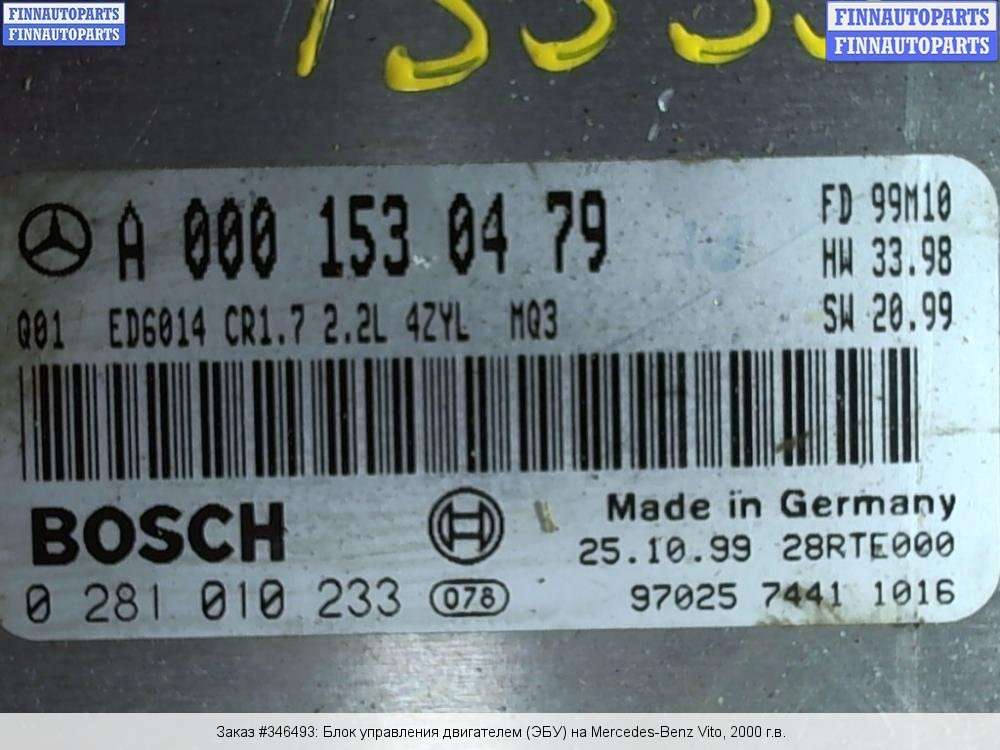 FINNAUTOPARTS
FINNAUTOPARTS
FINNAUTOPARTS
FINNAUTOPARTS
A 000 153 04 79
FD 99M10
HW 33.98
Q01 ED6014 CR1.7 2.2L 4ZYL MQ3
SW 20.99
BOSCH
Made in Germany
25.10.99 28RTE000
0 281 010 233 078
97025 7441 1016
Заказ #346493: Блок управления двигателем (ЭБУ) на Mercedes-Benz Vito, 2000 г.в.